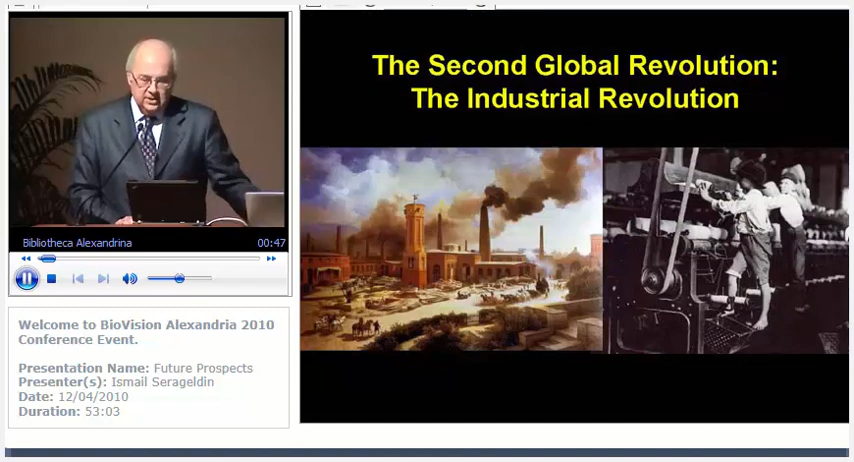 The Second Global Revolution:
The Industrial Revolution
Bibliotheca Alexandrina
00:47
Welcome to BioVision Alexandria 2010
Conference Event.
Presentation Name: Future Prospects
Presenter(s): Ismail Serageldin
Date: 12/04/2010
Duration: 53:03